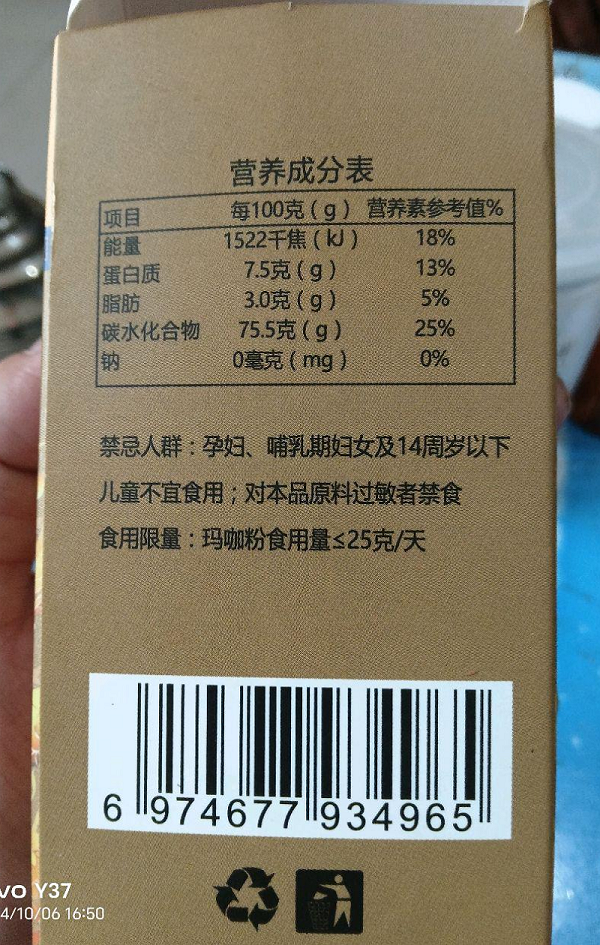 营养成分表
项目 每100克（g） 营养素参考值%
能量 1522千焦（kJ） 18%
蛋白质 7.5克（g） 13%
脂肪 3.0克（g） 5%
碳水化合物 75.5克（g） 25%
钠 0毫克（mg） 0%
禁忌人群：孕妇、哺乳期妇女及14周岁以下
儿童不宜食用；对本品原料过敏者禁食
食用限量：玛咖粉食用量≤25克/天
6 974677 934965
vo Y37
4/10/06 16:50